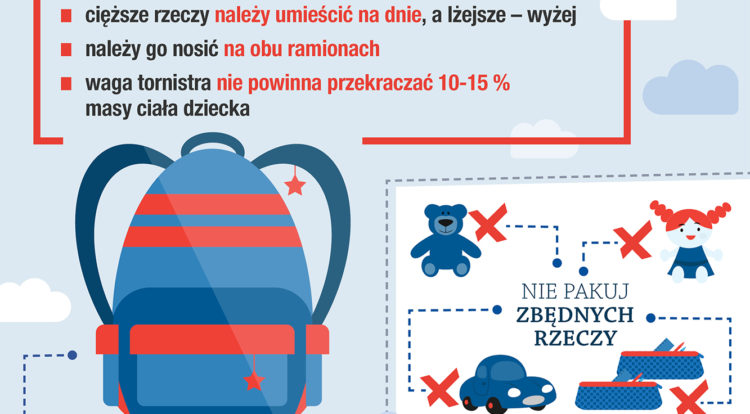 cięższe rzeczy należy umieścić na dnie, a lżejsze – wyżej
należy go nosić na obu ramionach
waga tornistra nie powinna przekraczać 10-15 %
masy ciała dziecka
NIE PAKUJ
ZBĘDNYCH
RZECZY